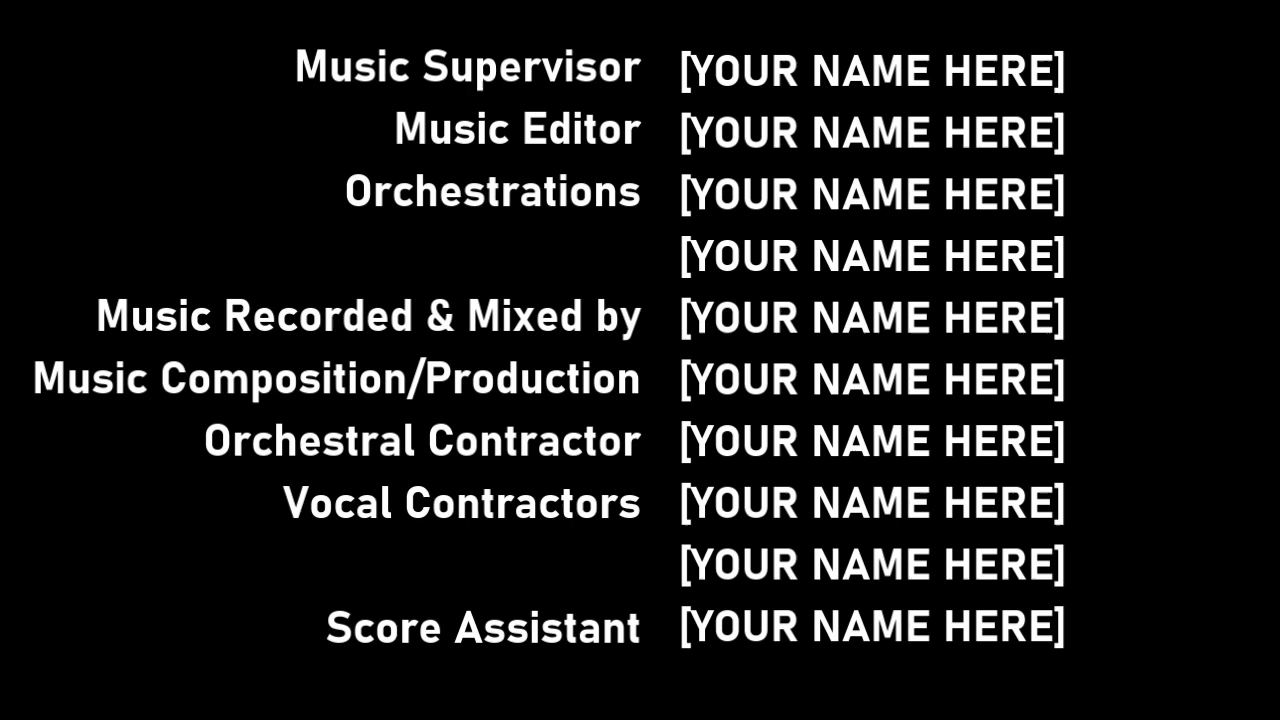 Music Supervisor [YOUR NAME HERE]
Music Editor [YOUR NAME HERE]
Orchestrations [YOUR NAME HERE]
[YOUR NAME HERE]
Music Recorded & Mixed by [YOUR NAME HERE]
Music Composition/Production [YOUR NAME HERE]
Orchestral Contractor [YOUR NAME HERE]
Vocal Contractors [YOUR NAME HERE]
[YOUR NAME HERE]
Score Assistant [YOUR NAME HERE]